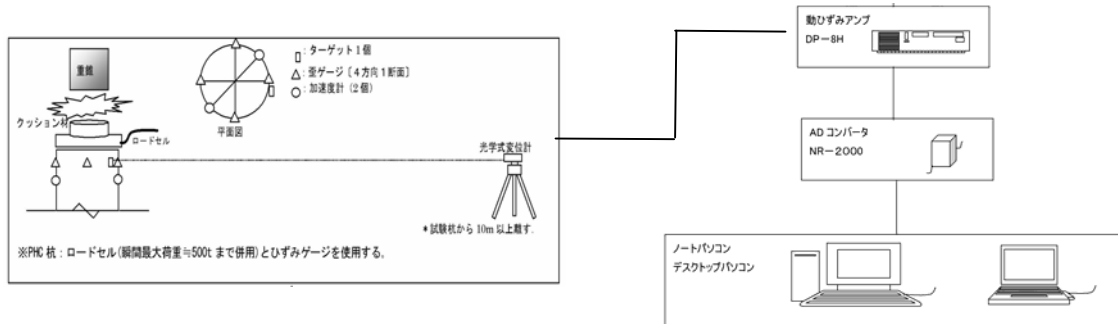 重錘
クッション材
ロードセル
平面図
：ターゲット1個
：歪ゲージ〔4方向1断面〕
：加速度計（2個）
光学式変位計
＊試験杭から10m以上離す.
※PHC杭：ロードセル(瞬間最大荷重≒500tまで併用)とひずみゲージを使用する。
動ひずみアンプ
DP－8H
ADコンバータ
NR－2000
ノートパソコン
デスクトップパソコン